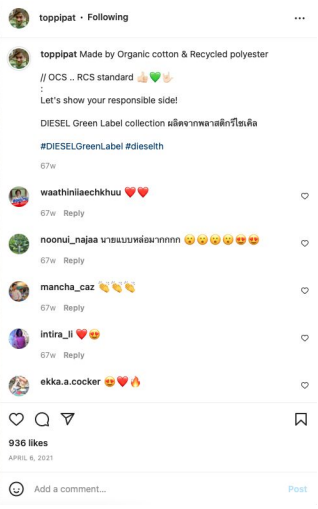 toppipat • Following
toppipat Made by Organic cotton & Recycled polyester
// OCS .. RCS standard 👍🏻💚🤟🏻
:
Let's show your responsible side!
DIESEL Green Label collection ผลิตจากพลาสติกรีไซเคิล
#DIESELGreenLabel #dieselth
67w
waathiniiaechkhuu ❤️❤️
67w Reply
noonui_najaa นายแบบหล่อมากกกก 😮😮😮😮😍😍
67w Reply
mancha_caz 👏👏👏
67w Reply
intira_li ❤️😍
67w Reply
ekka.a.cocker 😍❤️🔥
936 likes
APRIL 6, 2021
Add a comment...
Post